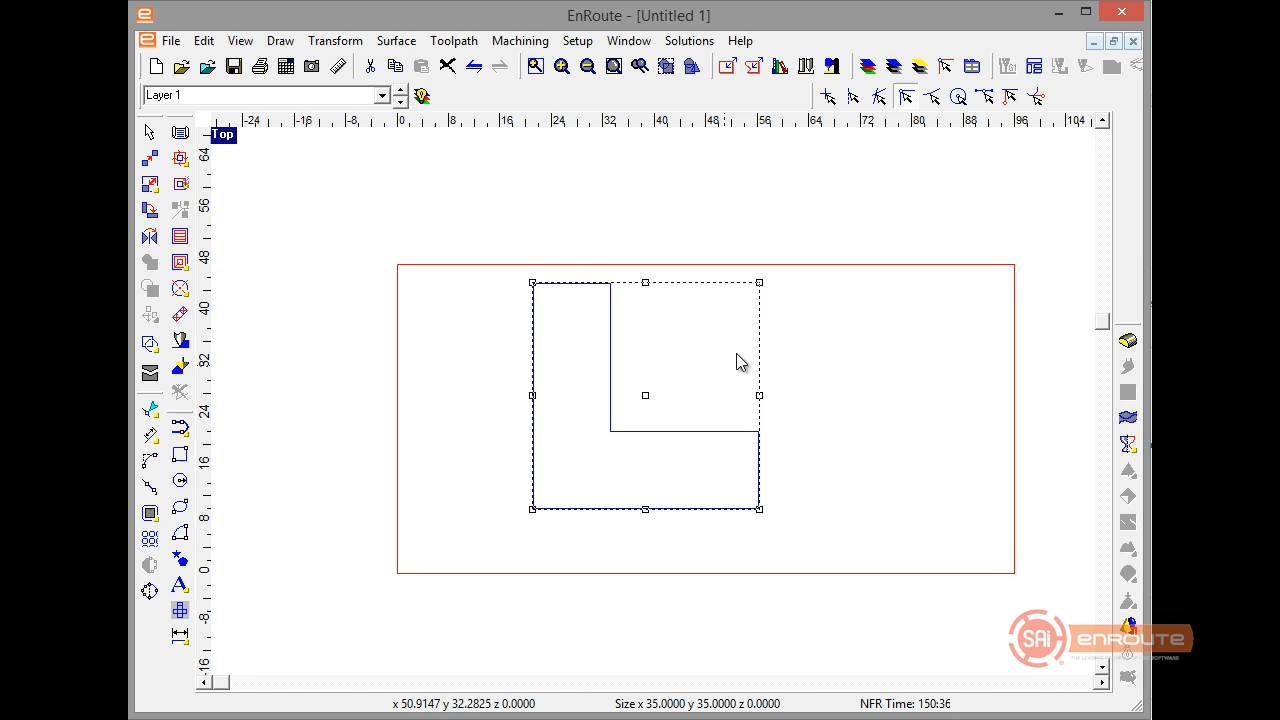 EnRoute - [Untitled 1]
File Edit View Draw Transform Surface Toolpath Machining Setup Window Solutions Help
Layer 1
-24 -16 -8 0 8 16 24 32 40 48 56 64 72 80 88 96 104
Top
64
56
48
40
32
24
16
8
0
-8
-16
SAi ENROUTE
x 50.9147 y 32.2825 z 0.0000 Size x 35.0000 y 35.0000 z 0.0000 NFR Time: 150:36